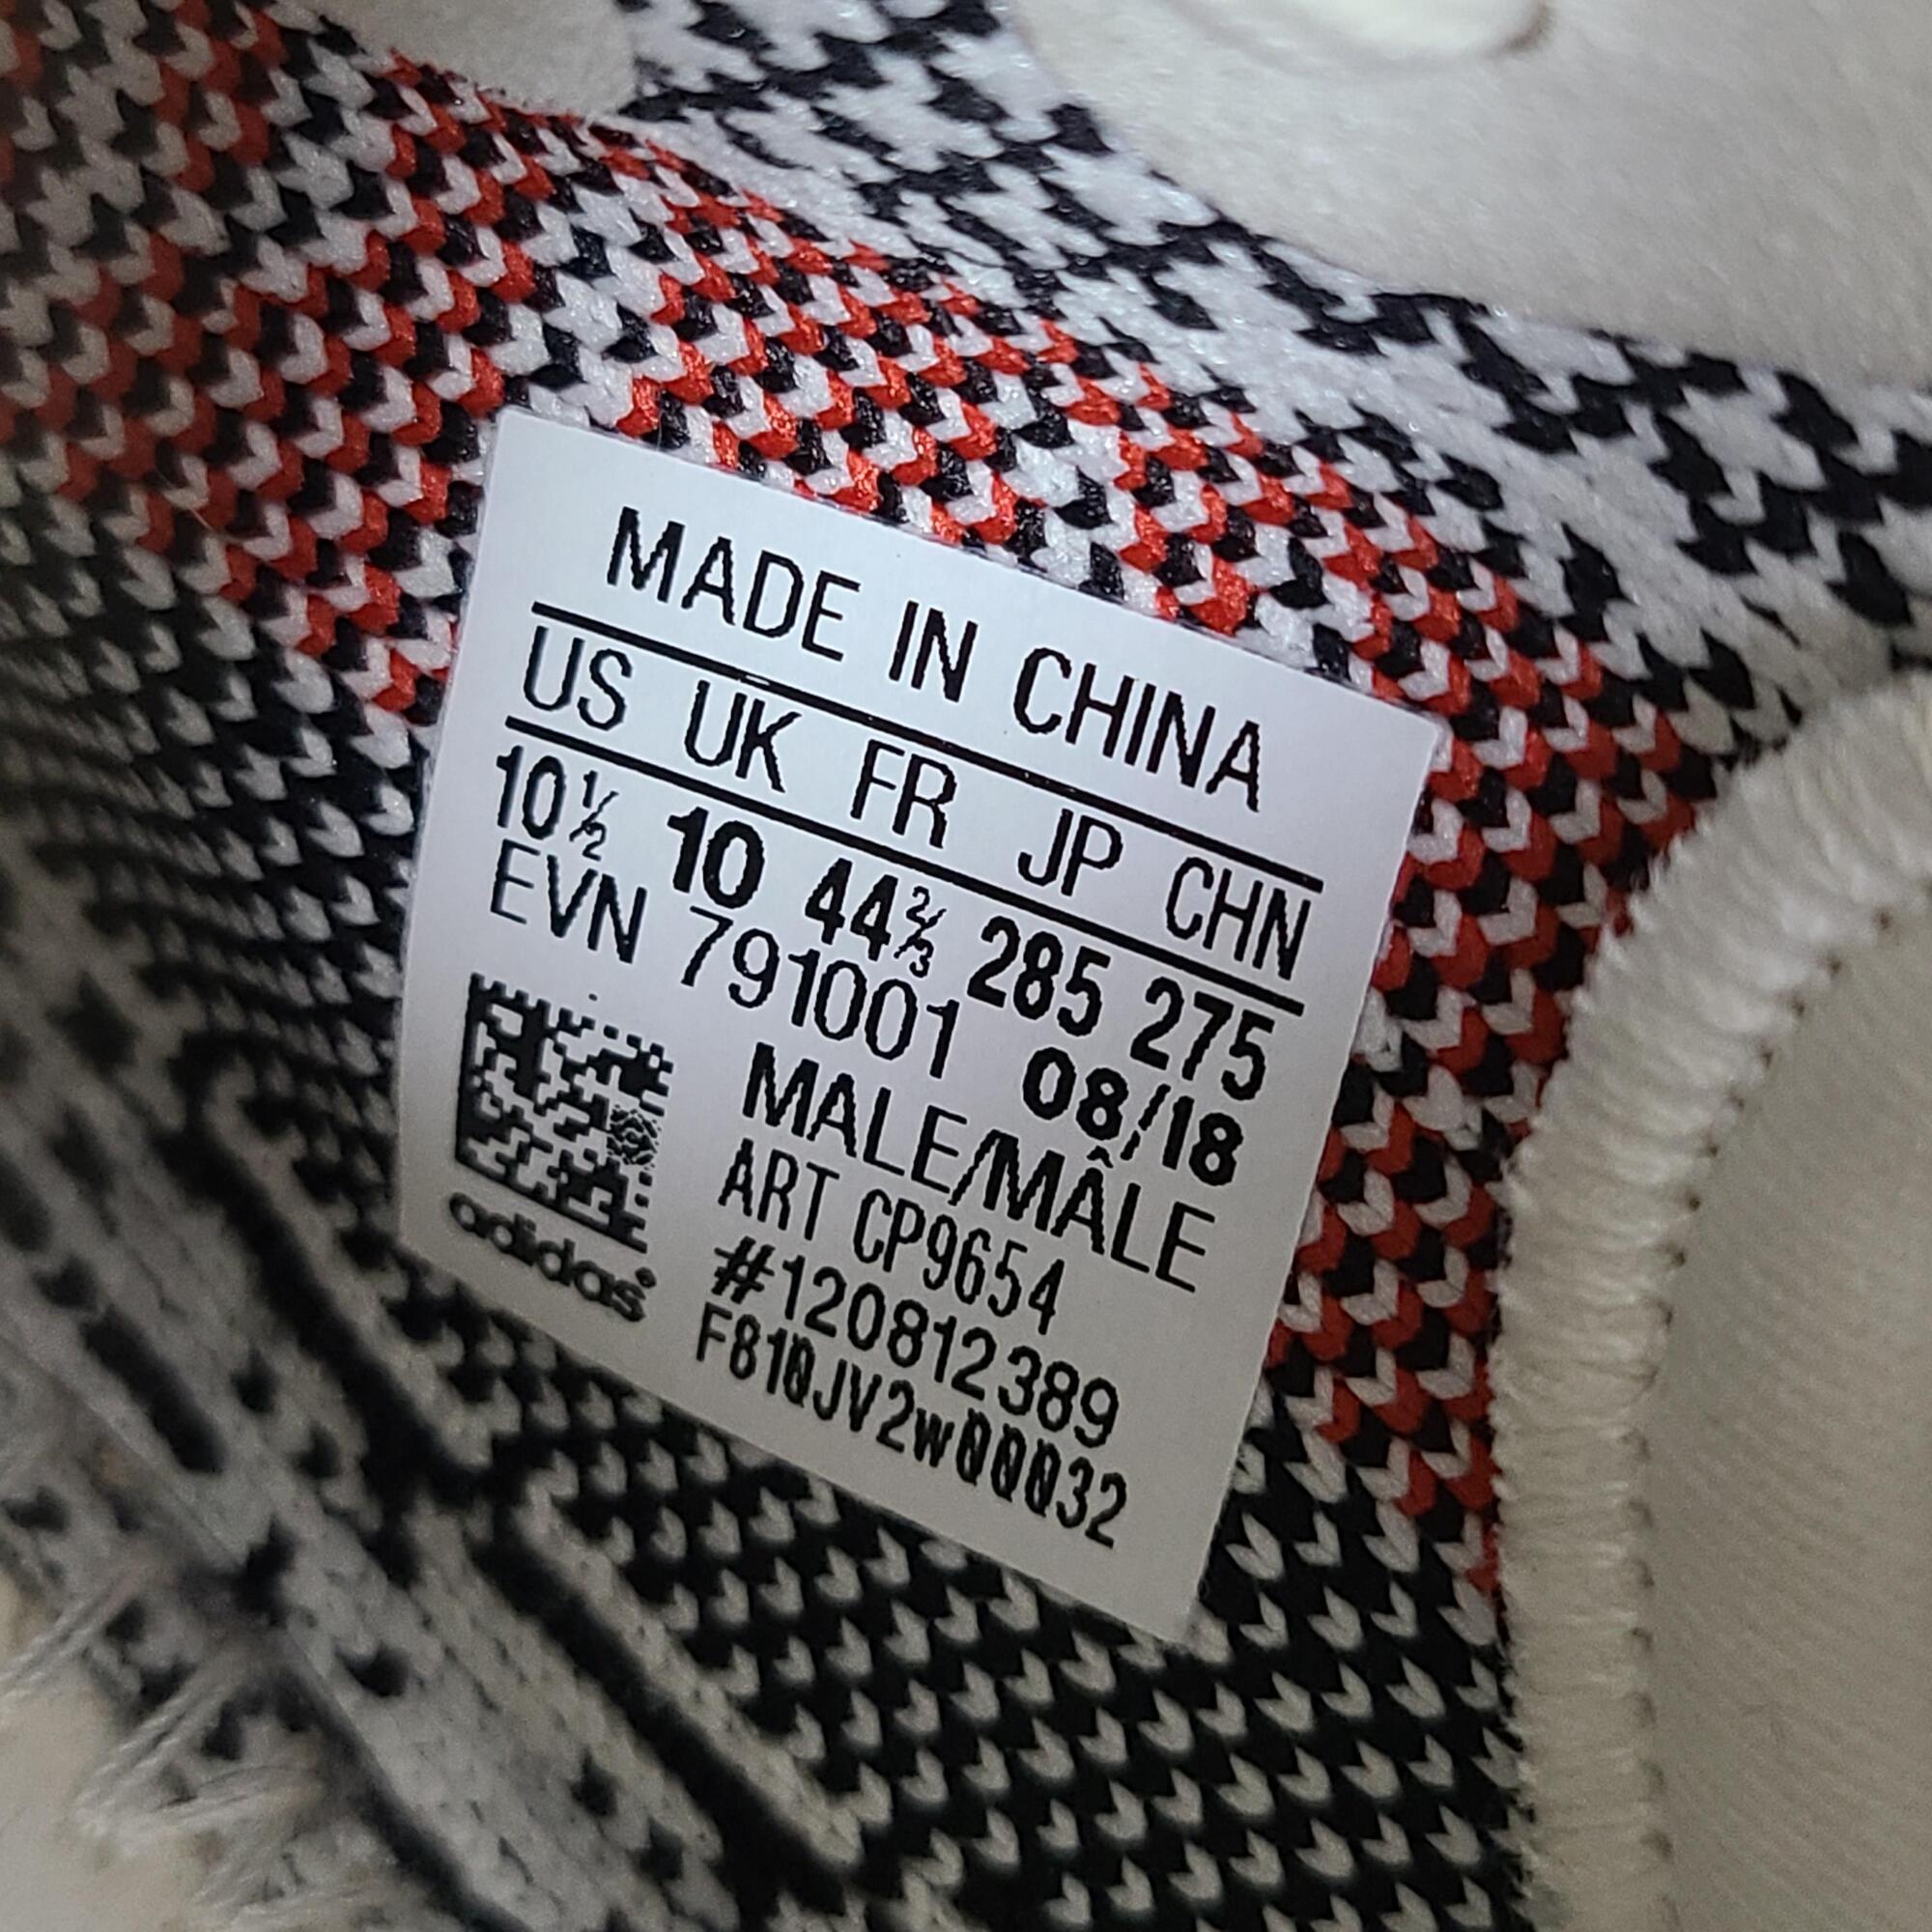 MADE IN CHINA
US UK FR JP CHN
10½ 10 44⅔ 285 275
EVN 791001 08/18
MALE/MÂLE
ART CP9654
#120812389
F810JV2w00032
adidas